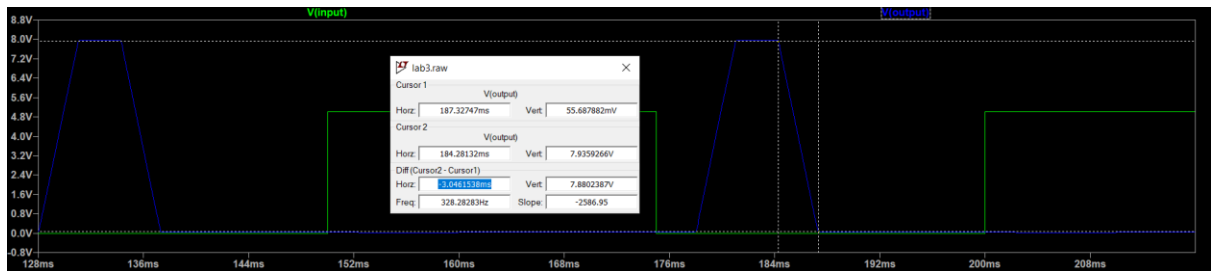 V(input) V(output)
8.8V
8.0V
7.2V
6.4V
5.6V
4.8V
4.0V
3.2V
2.4V
1.6V
0.8V
0.0V
-0.8V
lab3.raw
Cursor 1
V(output)
Horz: 187.32747ms Vert: 55.687882mV
Cursor 2
V(output)
Horz: 184.28132ms Vert: 7.9359266V
Diff (Cursor2 - Cursor1)
Horz: -3.0461538ms Vert: 7.8802387V
Freq: 328.28283Hz Slope: -2586.95
128ms 136ms 144ms 152ms 160ms 168ms 176ms 184ms 192ms 200ms 208ms